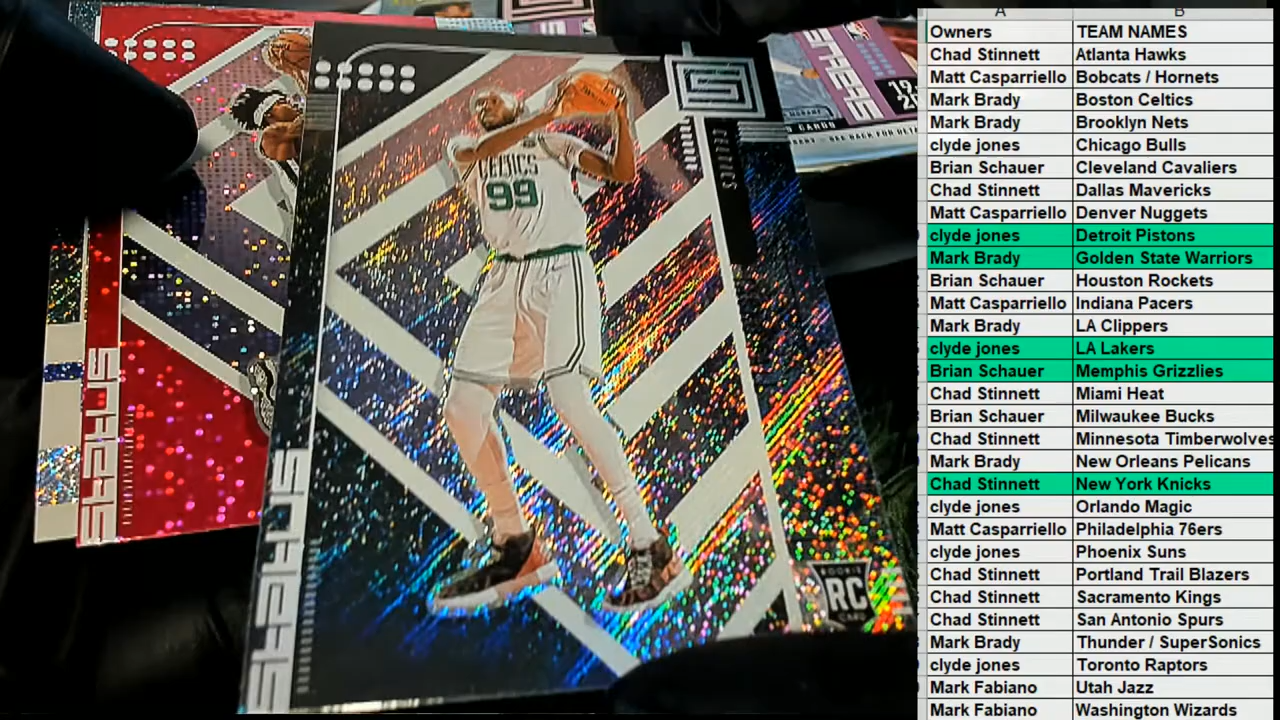 CELTICS
99
CELTICS
STATUS
STATUS
ROOKIE
RC
CARD
A B
Owners TEAM NAMES
Chad Stinnett Atlanta Hawks
Matt Casparriello Bobcats / Hornets
Mark Brady Boston Celtics
Mark Brady Brooklyn Nets
clyde jones Chicago Bulls
Brian Schauer Cleveland Cavaliers
Chad Stinnett Dallas Mavericks
Matt Casparriello Denver Nuggets
clyde jones Detroit Pistons
Mark Brady Golden State Warriors
Brian Schauer Houston Rockets
Matt Casparriello Indiana Pacers
Mark Brady LA Clippers
clyde jones LA Lakers
Brian Schauer Memphis Grizzlies
Chad Stinnett Miami Heat
Brian Schauer Milwaukee Bucks
Chad Stinnett Minnesota Timberwolves
Mark Brady New Orleans Pelicans
Chad Stinnett New York Knicks
clyde jones Orlando Magic
Matt Casparriello Philadelphia 76ers
clyde jones Phoenix Suns
Chad Stinnett Portland Trail Blazers
Chad Stinnett Sacramento Kings
Chad Stinnett San Antonio Spurs
Mark Brady Thunder / SuperSonics
clyde jones Toronto Raptors
Mark Fabiano Utah Jazz
Mark Fabiano Washington Wizards